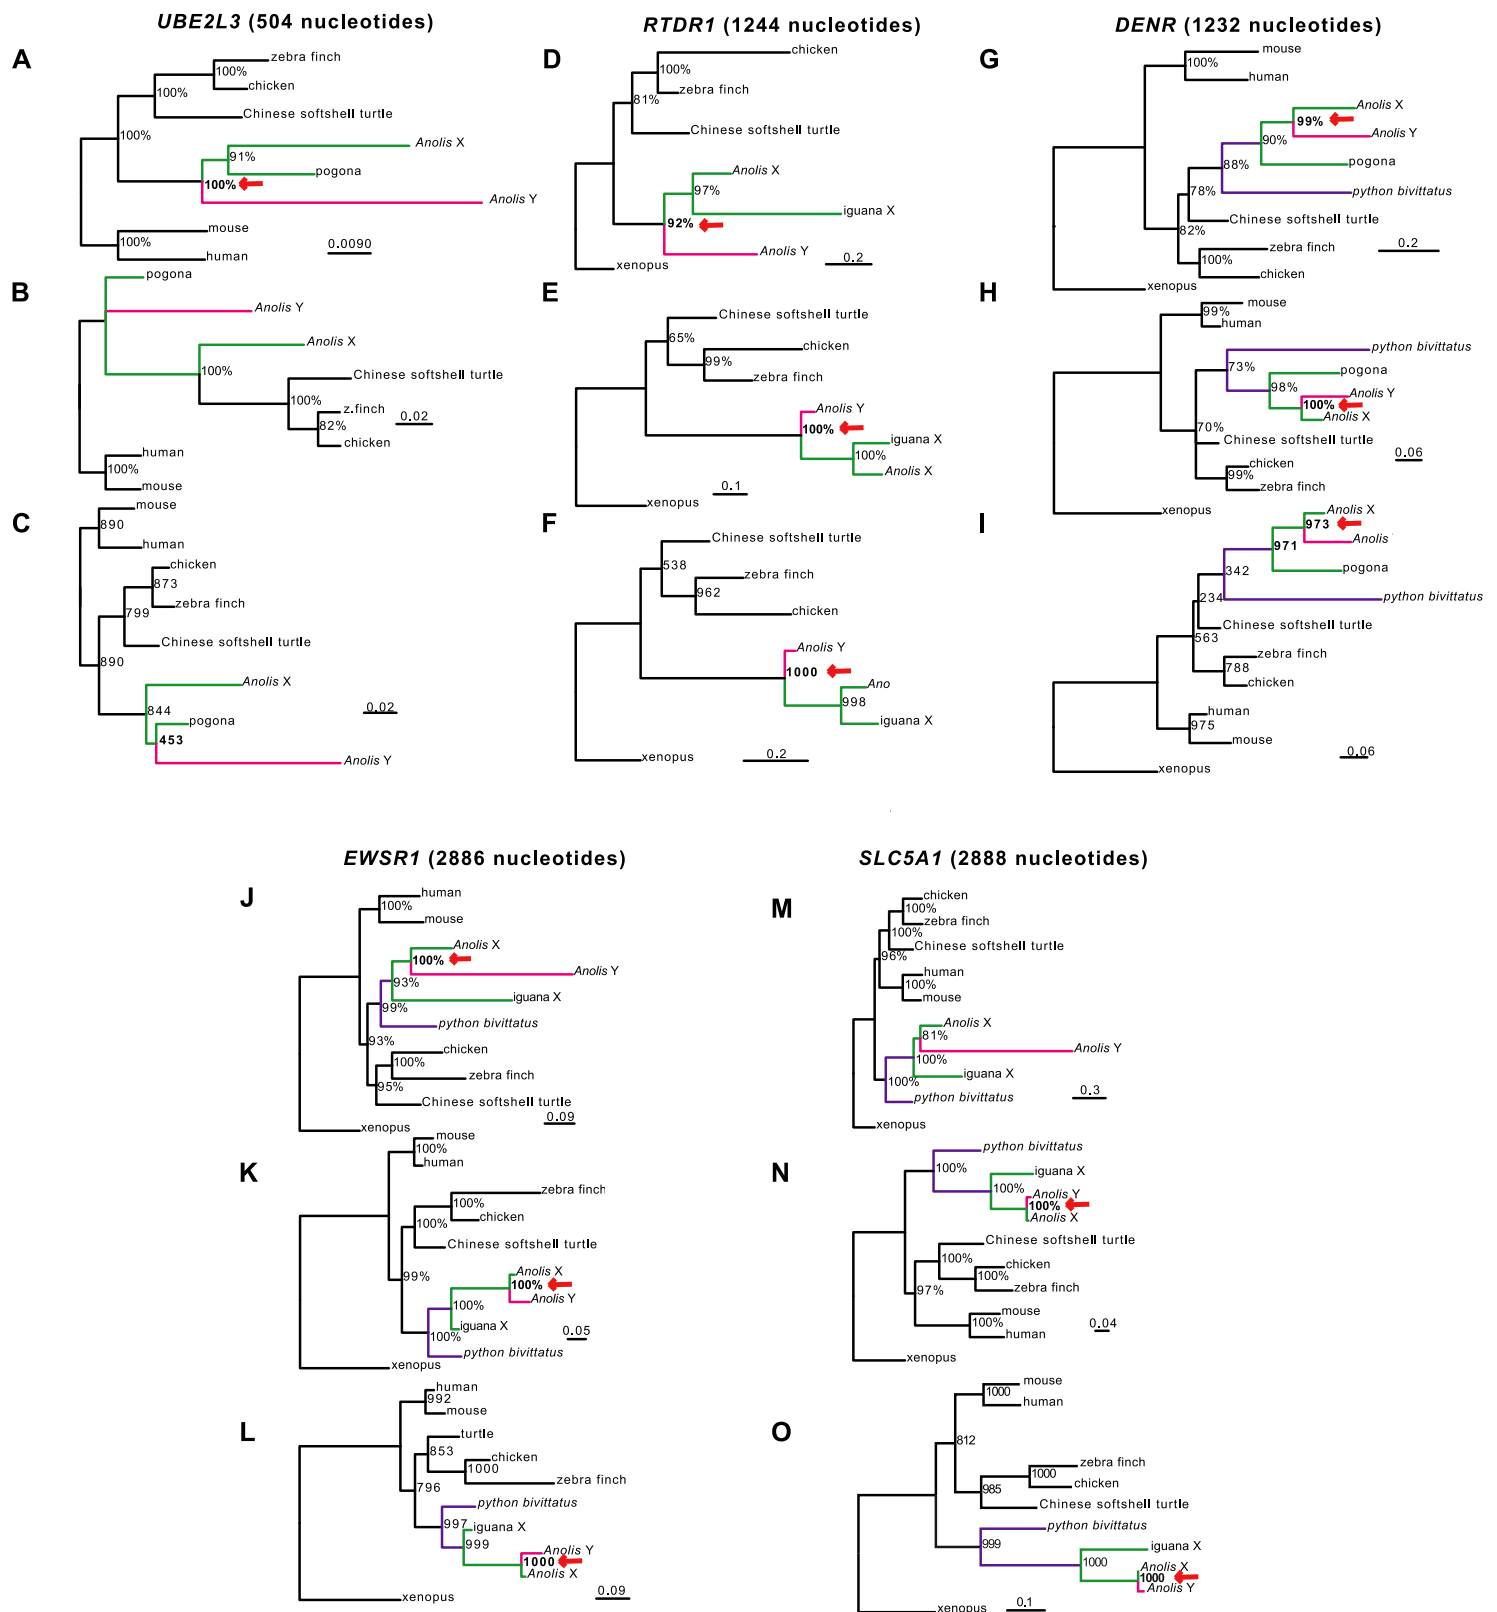 UBE2L3 (504 nucleotides)
A
zebra finch
100%
chicken
100%
Chinese softshell turtle
100%
Anolis X
91%
pogona
100%
Anolis Y
mouse
100%
human
0.0090
B
pogona
Anolis Y
Anolis X
100%
Chinese softshell turtle
100%
z.finch
82%
chicken
0.02
human
100%
mouse
C
mouse
890
human
chicken
873
zebra finch
799
Chinese softshell turtle
890
Anolis X
844
pogona
453
Anolis Y
0.02
RTDR1 (1244 nucleotides)
D
chicken
100%
zebra finch
81%
Chinese softshell turtle
Anolis X
97%
iguana X
92%
Anolis Y
xenopus
0.2
E
Chinese softshell turtle
65%
chicken
99%
zebra finch
Anolis Y
100%
iguana X
100%
Anolis X
0.1
xenopus
F
Chinese softshell turtle
538
zebra finch
962
chicken
Anolis Y
1000
Ano
998
iguana X
0.2
xenopus
DENR (1232 nucleotides)
G
mouse
100%
human
Anolis X
99%
Anolis Y
90%
pogona
88%
python bivittatus
78%
Chinese softshell turtle
82%
zebra finch
100%
chicken
0.2
xenopus
H
mouse
99%
human
python bivittatus
73%
pogona
98%
Anolis Y
100%
Anolis X
70%
Chinese softshell turtle
chicken
99%
zebra finch
0.06
xenopus
I
Anolis X
973
Anolis
971
pogona
342
python bivittatus
234
Chinese softshell turtle
563
zebra finch
788
chicken
human
975
mouse
0.06
xenopus
EWSR1 (2886 nucleotides)
J
human
100%
mouse
Anolis X
100%
Anolis Y
93%
iguana X
99%
python bivittatus
93%
chicken
100%
zebra finch
95%
Chinese softshell turtle
0.09
xenopus
K
mouse
100%
human
zebra finch
100%
chicken
100%
Chinese softshell turtle
99%
Anolis X
100%
Anolis Y
100%
iguana X
100%
python bivittatus
0.05
xenopus
L
human
992
mouse
turtle
853
chicken
1000
zebra finch
796
python bivittatus
997
iguana X
999
Anolis Y
1000
Anolis X
0.09
xenopus
SLC5A1 (2888 nucleotides)
M
chicken
100%
zebra finch
100%
Chinese softshell turtle
96%
human
100%
mouse
Anolis X
81%
Anolis Y
100%
iguana X
100%
python bivittatus
0.3
xenopus
N
python bivittatus
100%
iguana X
100%
Anolis Y
100%
Anolis X
Chinese softshell turtle
100%
chicken
100%
zebra finch
97%
mouse
100%
human
0.04
xenopus
O
mouse
1000
human
812
zebra finch
1000
chicken
985
Chinese softshell turtle
python bivittatus
999
iguana X
1000
Anolis X
1000
Anolis Y
0.1
xenopus